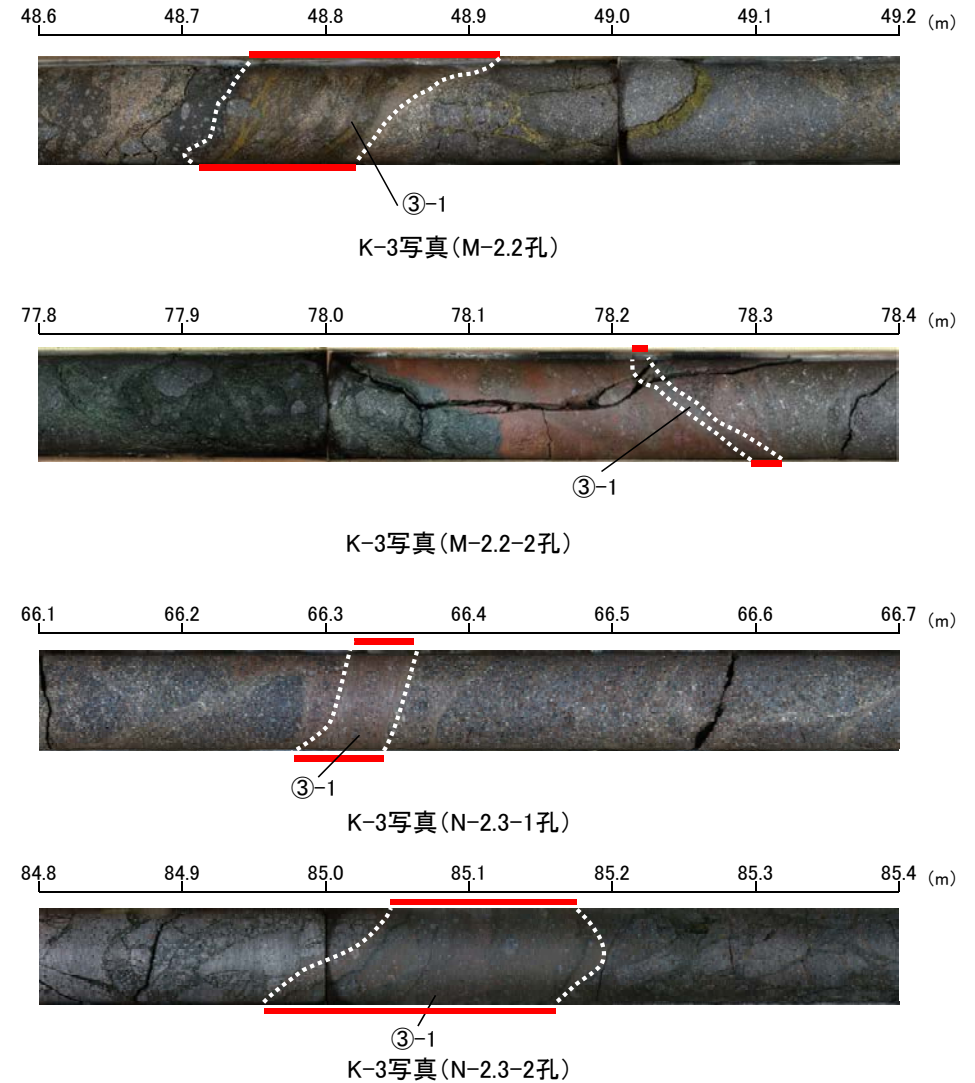 48.6 48.7 48.8 48.9 49.0 49.1 49.2 (m)
③-1
K-3写真(M-2.2孔)
77.8 77.9 78.0 78.1 78.2 78.3 78.4 (m)
③-1
K-3写真(M-2.2-2孔)
66.1 66.2 66.3 66.4 66.5 66.6 66.7 (m)
③-1
K-3写真(N-2.3-1孔)
84.8 84.9 85.0 85.1 85.2 85.3 85.4 (m)
③-1
K-3写真(N-2.3-2孔)